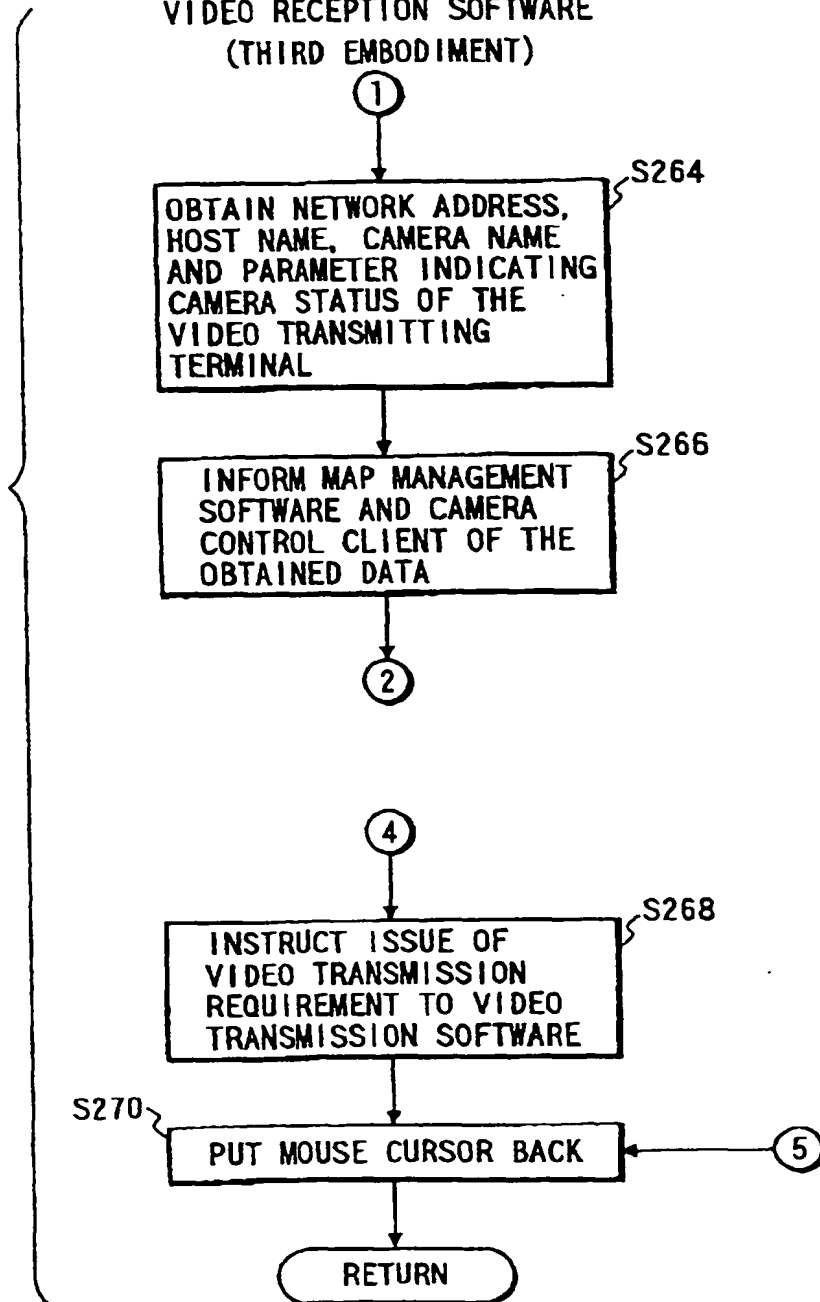 VIDEO RECEPTION SOFTWARE
(THIRD EMBODIMENT)
1
S264
OBTAIN NETWORK ADDRESS,
HOST NAME, CAMERA NAME
AND PARAMETER INDICATING
CAMERA STATUS OF THE
VIDEO TRANSMITTING
TERMINAL
S266
INFORM MAP MANAGEMENT
SOFTWARE AND CAMERA
CONTROL CLIENT OF THE
OBTAINED DATA
2
4
S268
INSTRUCT ISSUE OF
VIDEO TRANSMISSION
REQUIREMENT TO VIDEO
TRANSMISSION SOFTWARE
S270
PUT MOUSE CURSOR BACK
5
RETURN